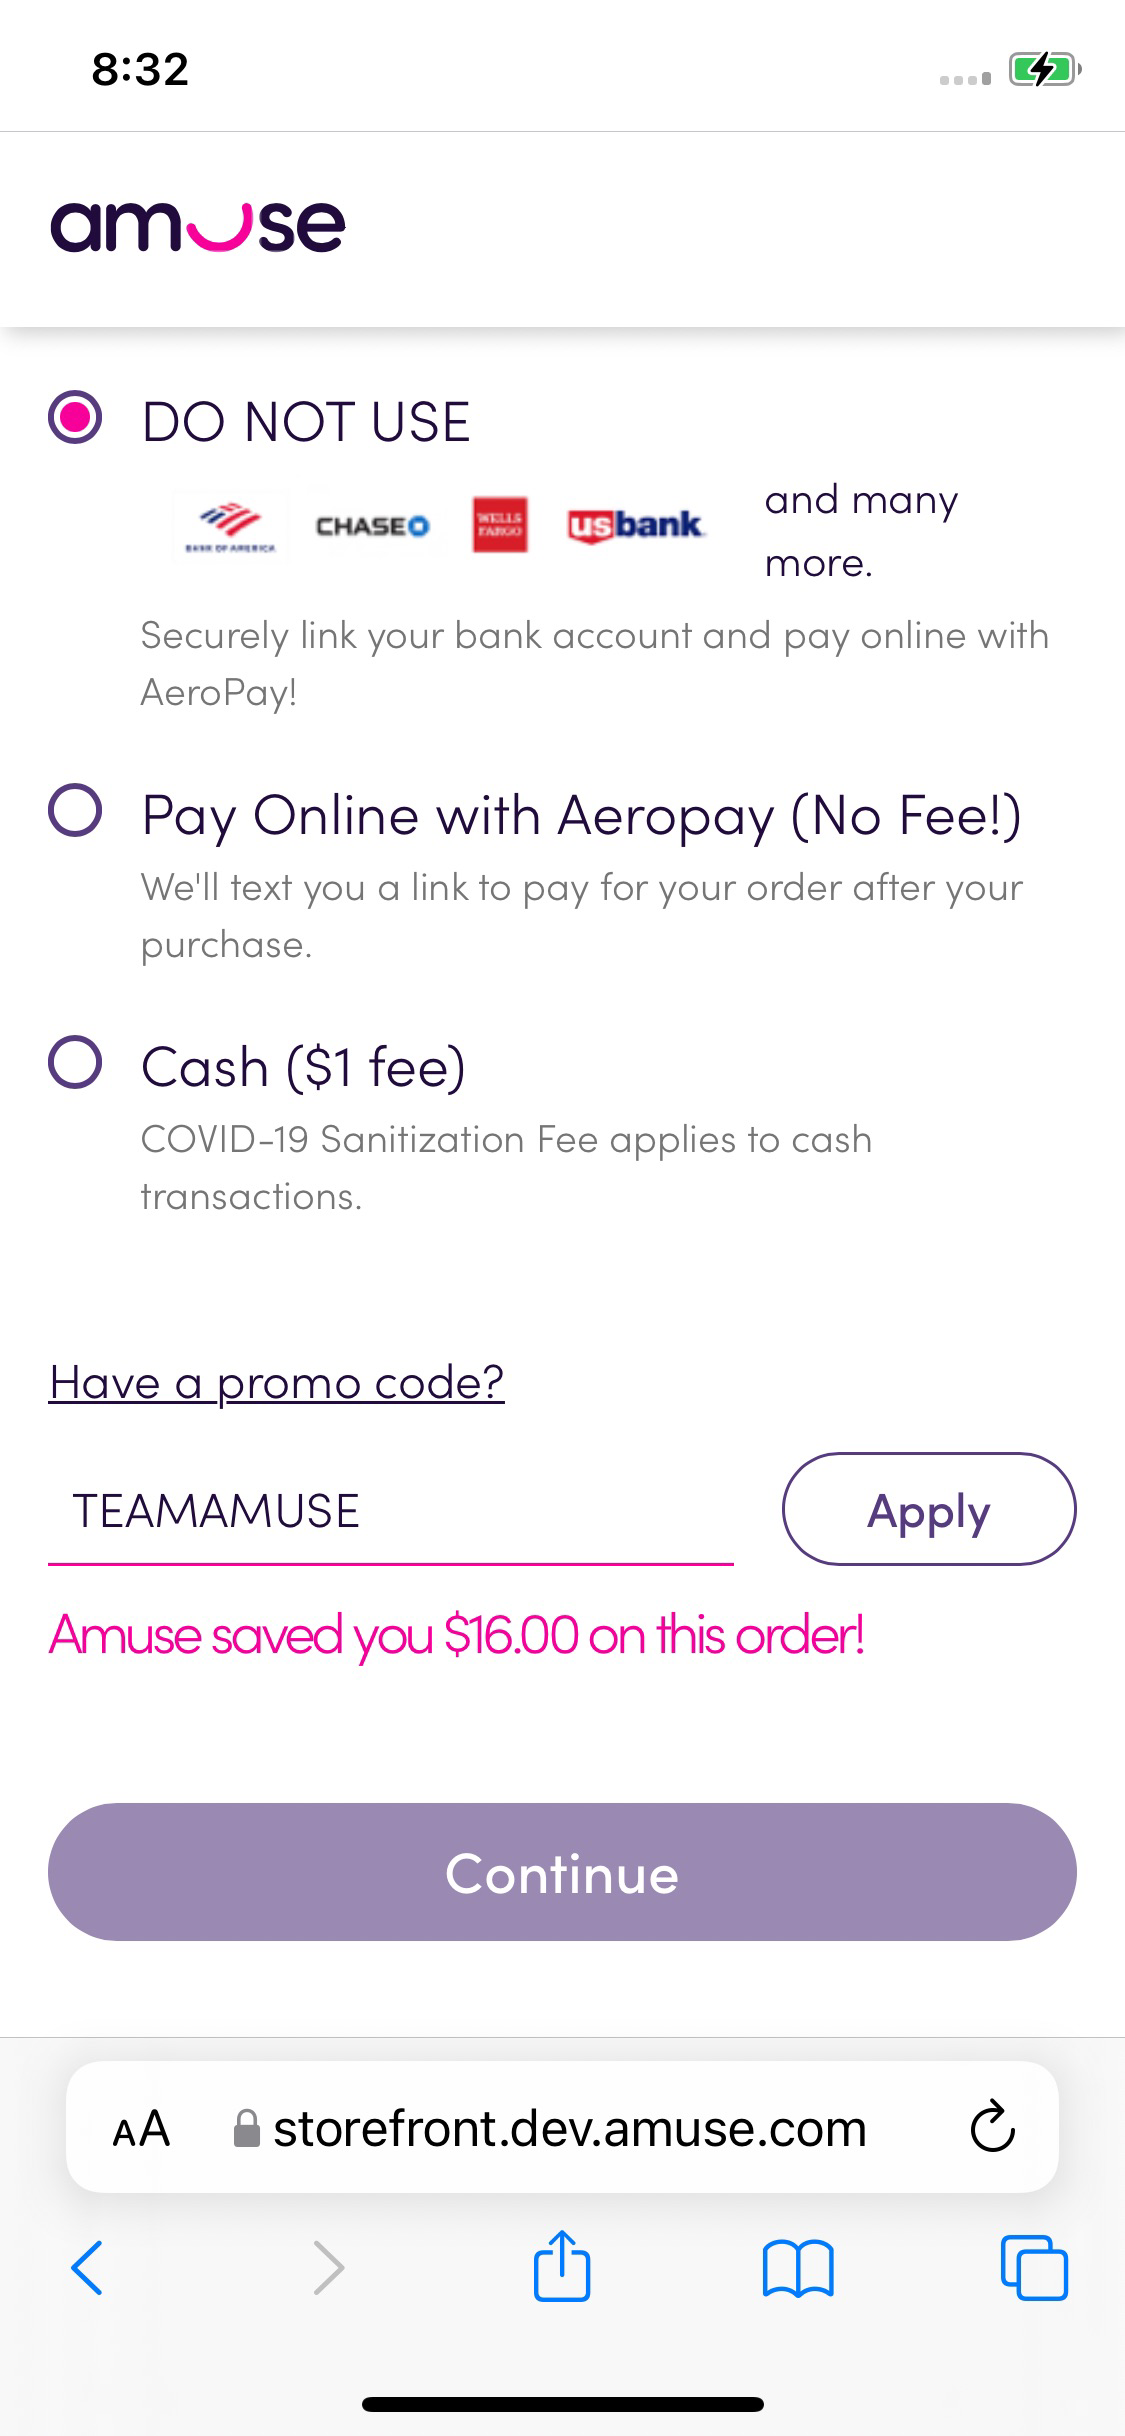 8:32
amuse
DO NOT USE
BANK OF AMERICA
CHASE
WELLS
FARGO
usbank.
and many
more.
Securely link your bank account and pay online with
AeroPay!
Pay Online with Aeropay (No Fee!)
We'll text you a link to pay for your order after your
purchase.
Cash ($1 fee)
COVID-19 Sanitization Fee applies to cash
transactions.
Have a promo code?
TEAMAMUSE
Apply
Amuse saved you $16.00 on this order!
Continue
AA
storefront.dev.amuse.com